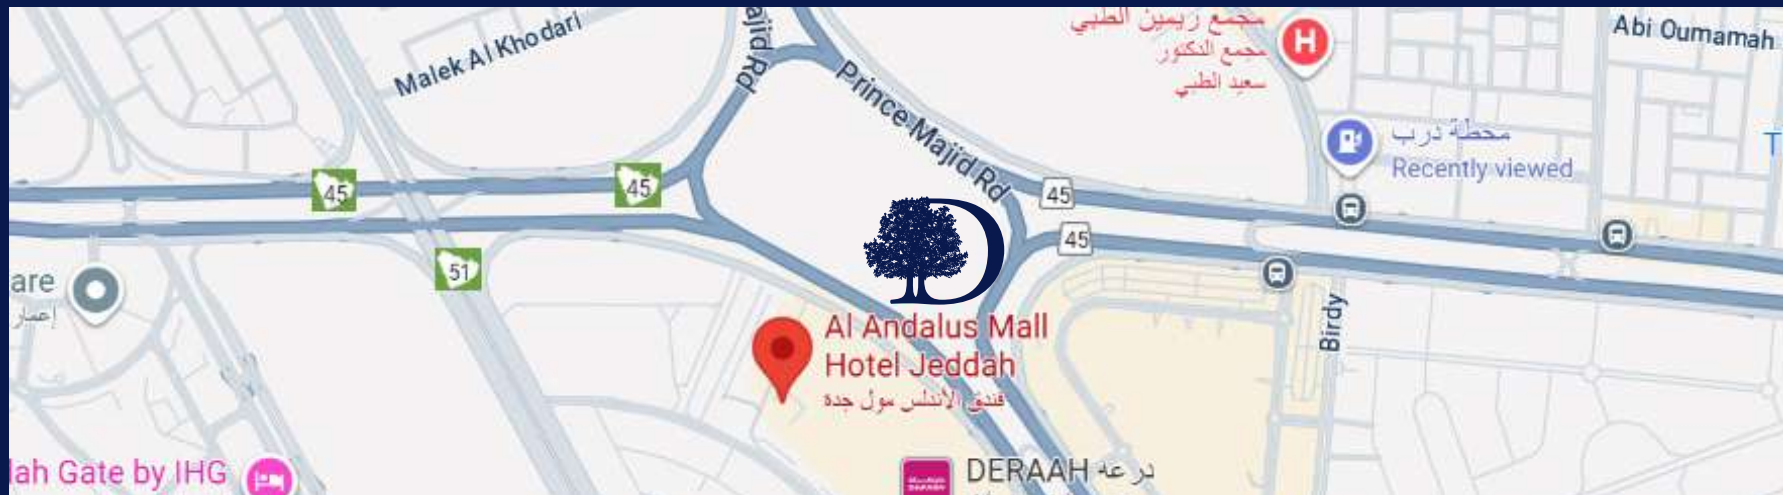 Malek Al Khodari
ajid Rd
Prince Majid Rd
مجمع زيمين الطبي
مجمع الدكتور
سعيد الطبي
H
Abi Oumamah
محطة درب
Recently viewed
T
45
45
45
45
51
D
are
إعمار
Al Andalus Mall
Hotel Jeddah
فندق الأندلس مول جدة
Birdy
lah Gate by IHG
DERAAH درعه